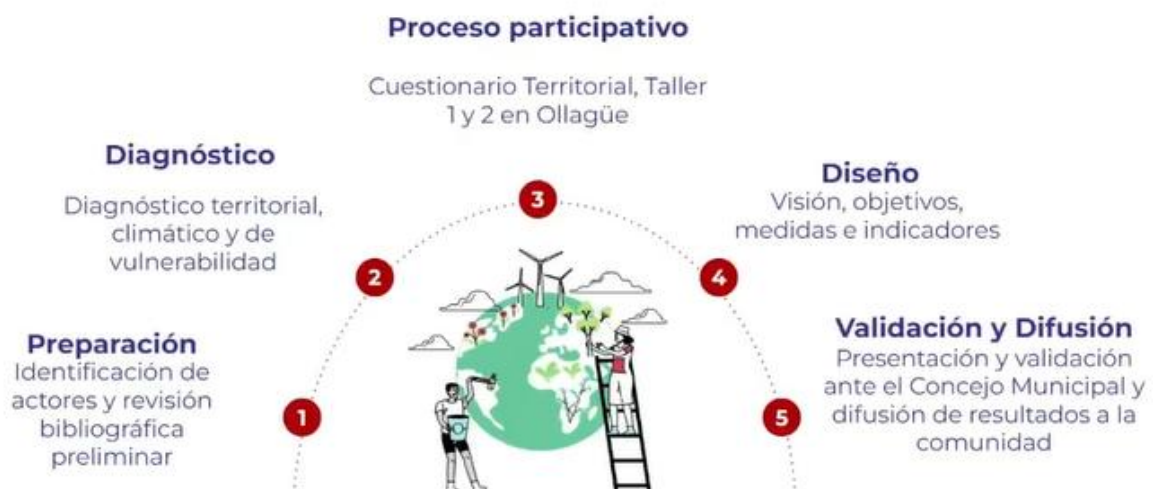 Proceso participativo
Cuestionario Territorial, Taller
1 y 2 en Ollagüe
Diagnóstico
Diagnóstico territorial,
climático y de
vulnerabilidad
Diseño
Visión, objetivos,
medidas e indicadores
3
2
4
Preparación
Identificación de
actores y revisión
bibliográfica
preliminar
1
Validación y Difusión
Presentación y validación
ante el Concejo Municipal y
difusión de resultados a la
comunidad
5